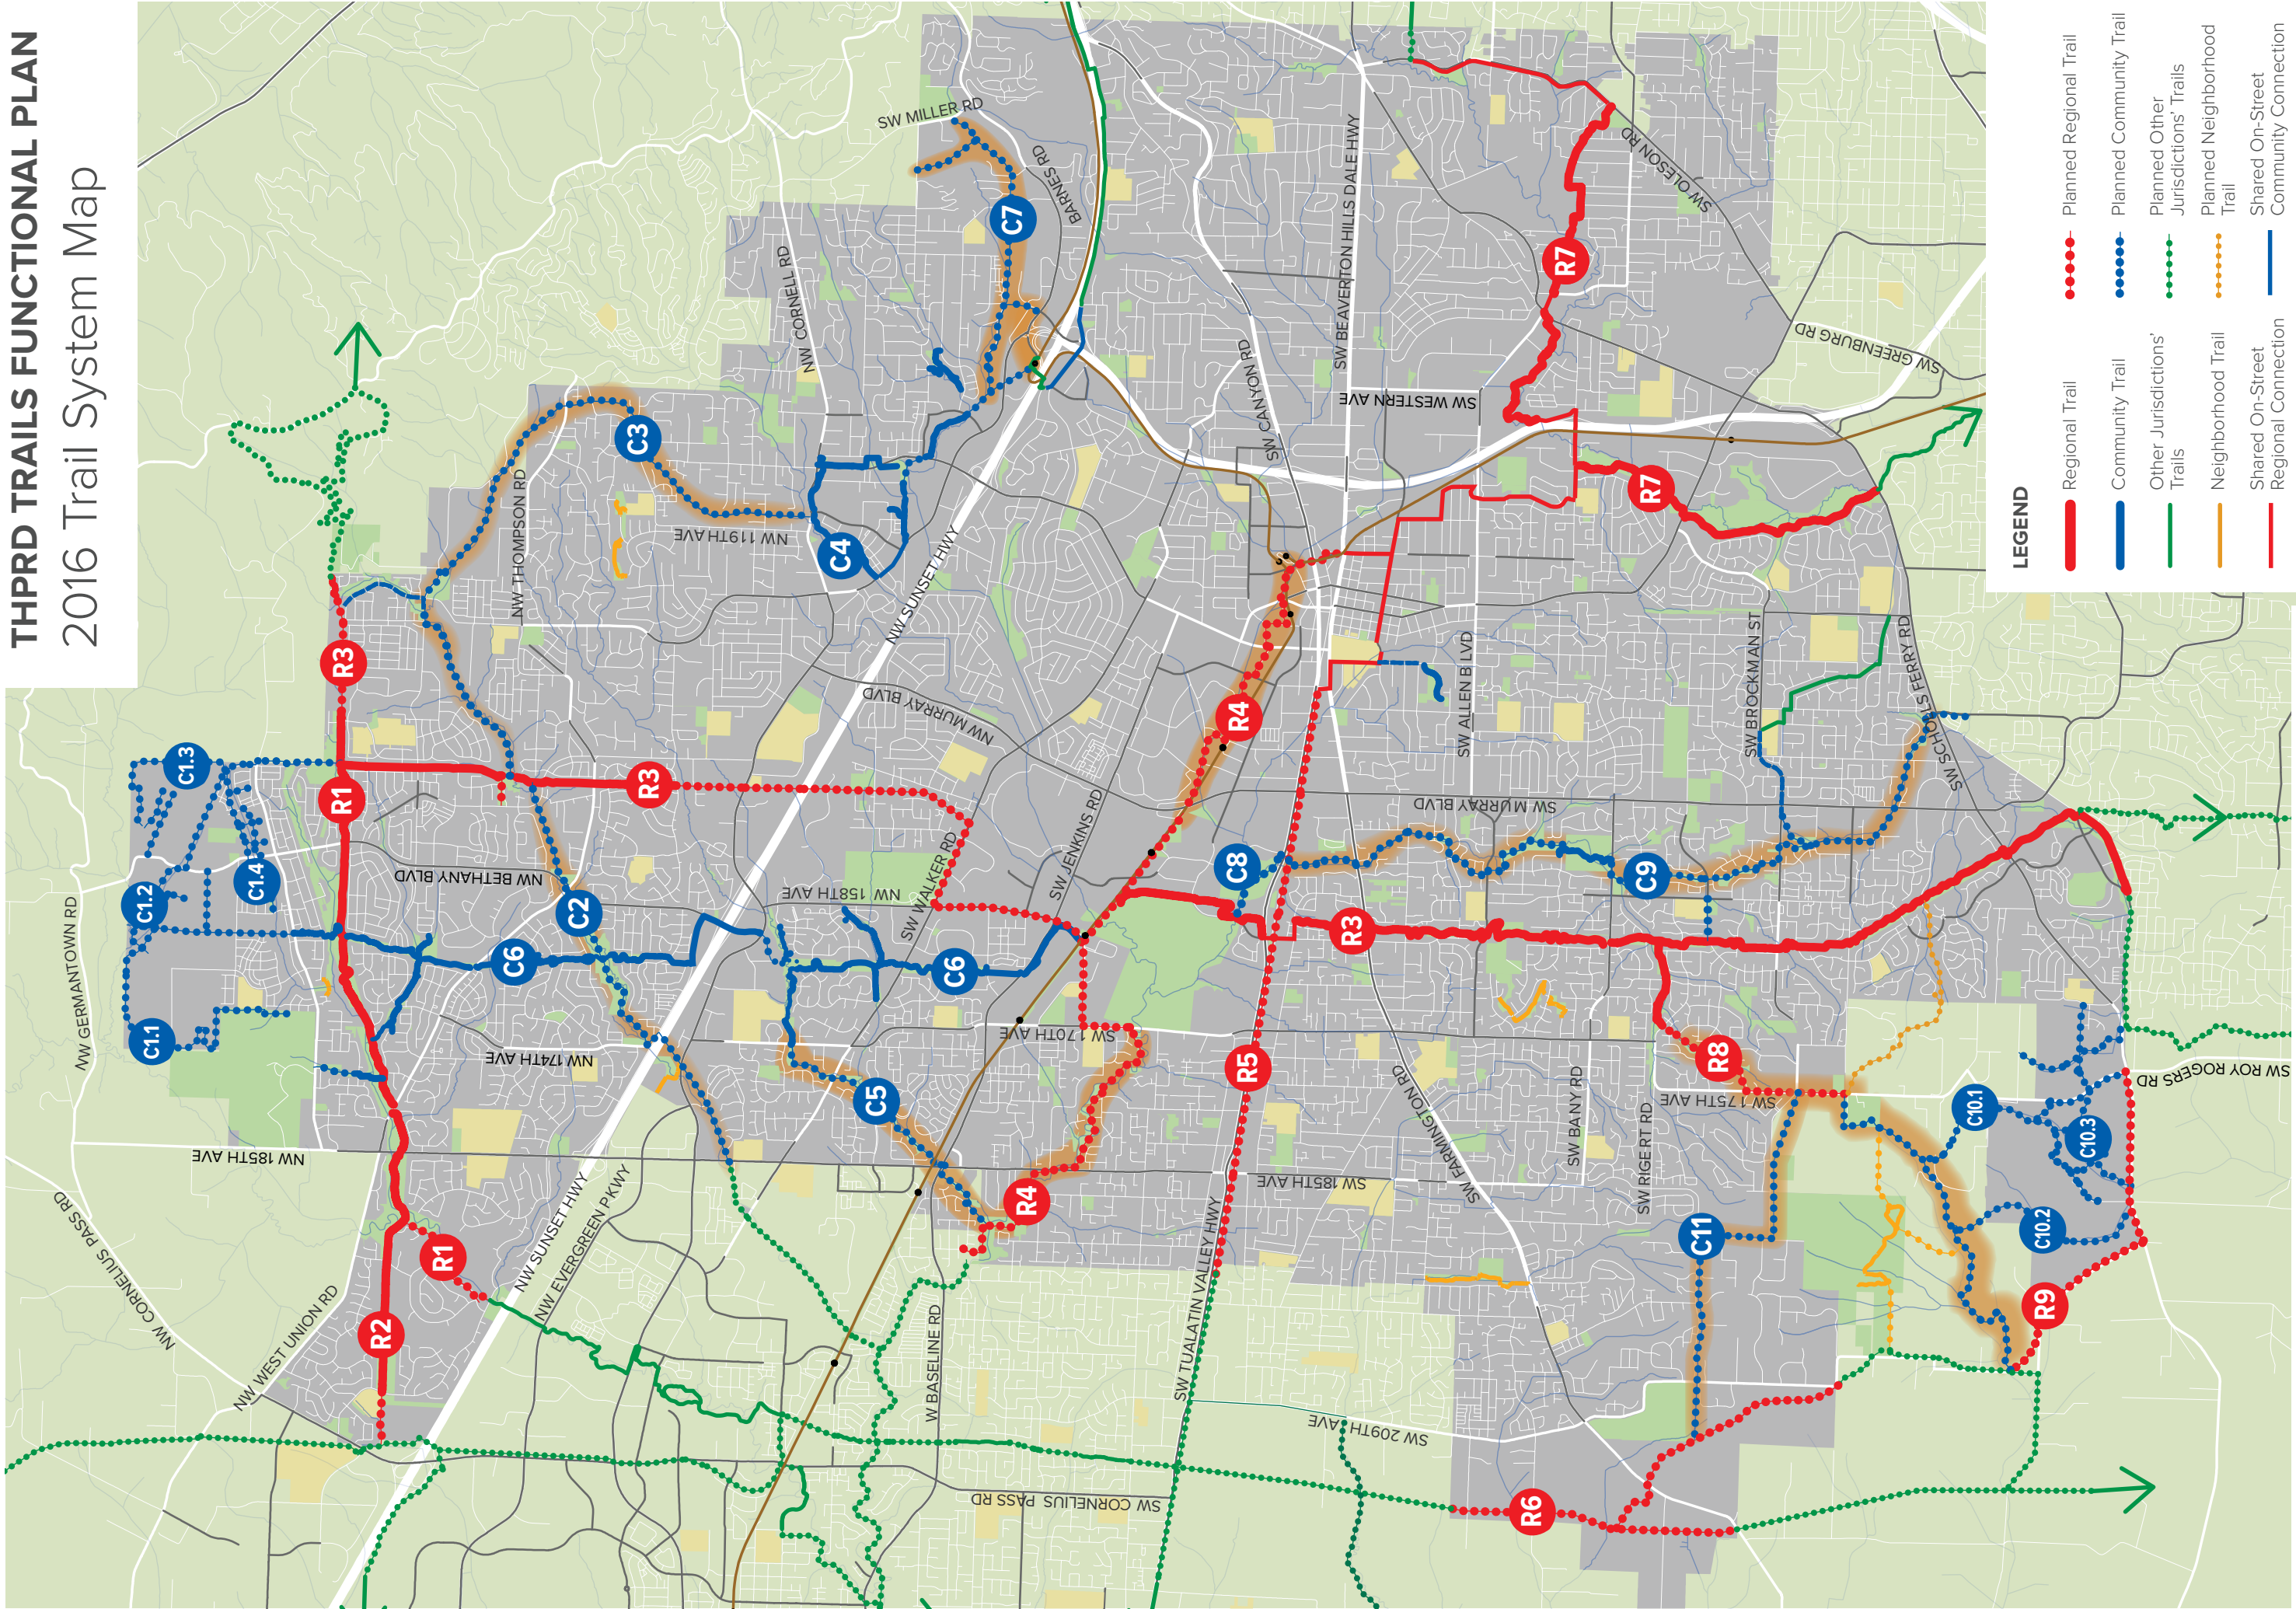 THPRD TRAILS FUNCTIONAL PLAN
2016 Trail System Map
SW MILLER RD
BARNES RD
NW CORNELL RD
SW BEAVERTON HILLS DALE HWY
SW OLESON RD
SW GREENBURG RD
SW CANYON RD
SW WESTERN AVE
NW THOMPSON RD
NW 119TH AVE
NW SUNSET HWY
NW MURRAY BLVD
SW ALLEN BLVD
SW BROCKMAN ST
SW SCHOLLS FERRY RD
SW MURRAY BLVD
SW JENKINS RD
SW WALKER RD
NW 158TH AVE
NW BETHANY BLVD
NW GERMANTOWN RD
NW 174TH AVE
SW 170TH AVE
NW 185TH AVE
SW 185TH AVE
SW FARMINGTON RD
SW BANY RD
SW RIGERT RD
SW 175TH AVE
SW ROY ROGERS RD
NW CORNELIUS PASS RD
NW WEST UNION RD
NW SUNSET HWY
NW EVERGREEN PKWY
W BASELINE RD
SW TUALATIN VALLEY HWY
SW 209TH AVE
SW CORNELIUS PASS RD
C7
C3
C4
R7
R7
R3
R4
C1.3
R1
R3
C1.4
C1.2
C2
C6
C6
C8
C9
R3
C1.1
C5
R5
R8
R4
R1
R2
C10.1
C10.3
C10.2
C11
R9
R6
LEGEND
Regional Trail
Community Trail
Other Jurisdictions'
Trails
Neighborhood Trail
Shared On-Street
Regional Connection
Planned Regional Trail
Planned Community Trail
Planned Other
Jurisdictions' Trails
Planned Neighborhood
Trail
Shared On-Street
Community Connection